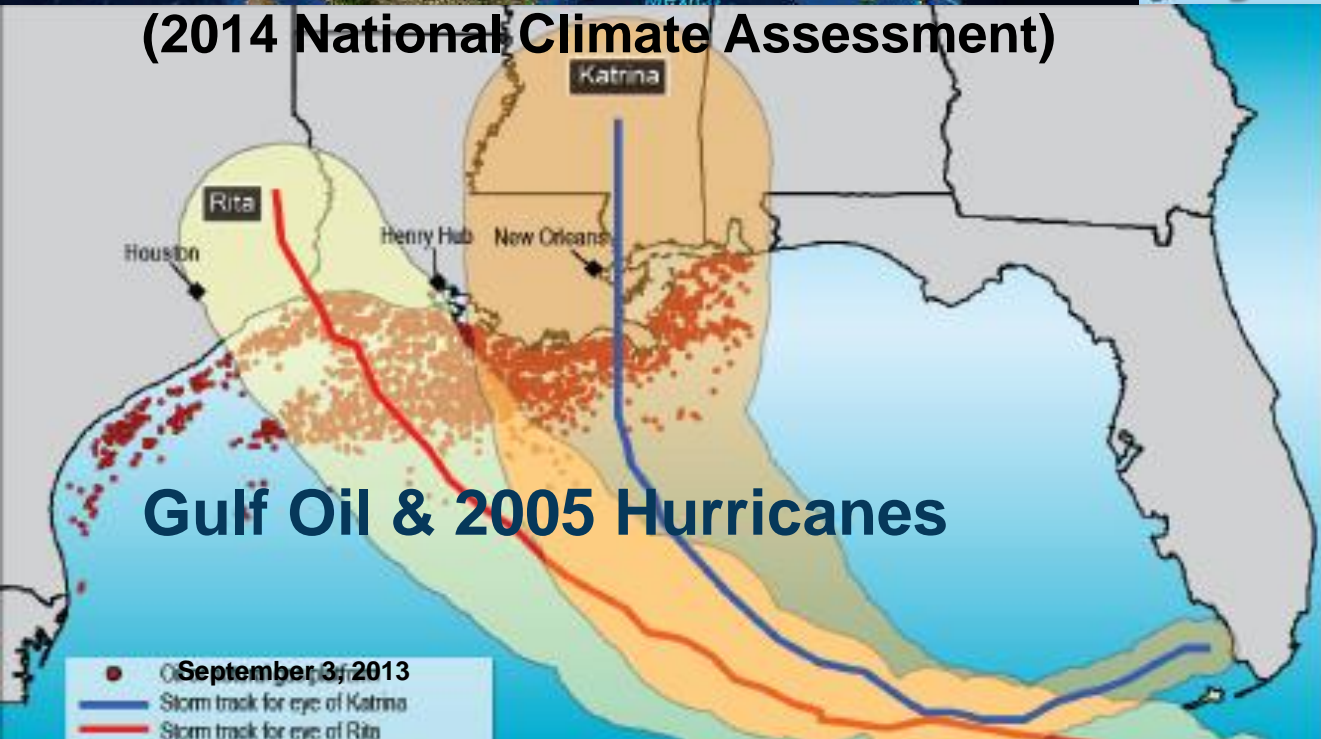 (2014 National Climate Assessment)
Katrina
Rita
Houston
Henry Hub
New Orleans
Gulf Oil & 2005 Hurricanes
September 3, 2013
Storm track for eye of Katrina
Storm track for eye of Rita